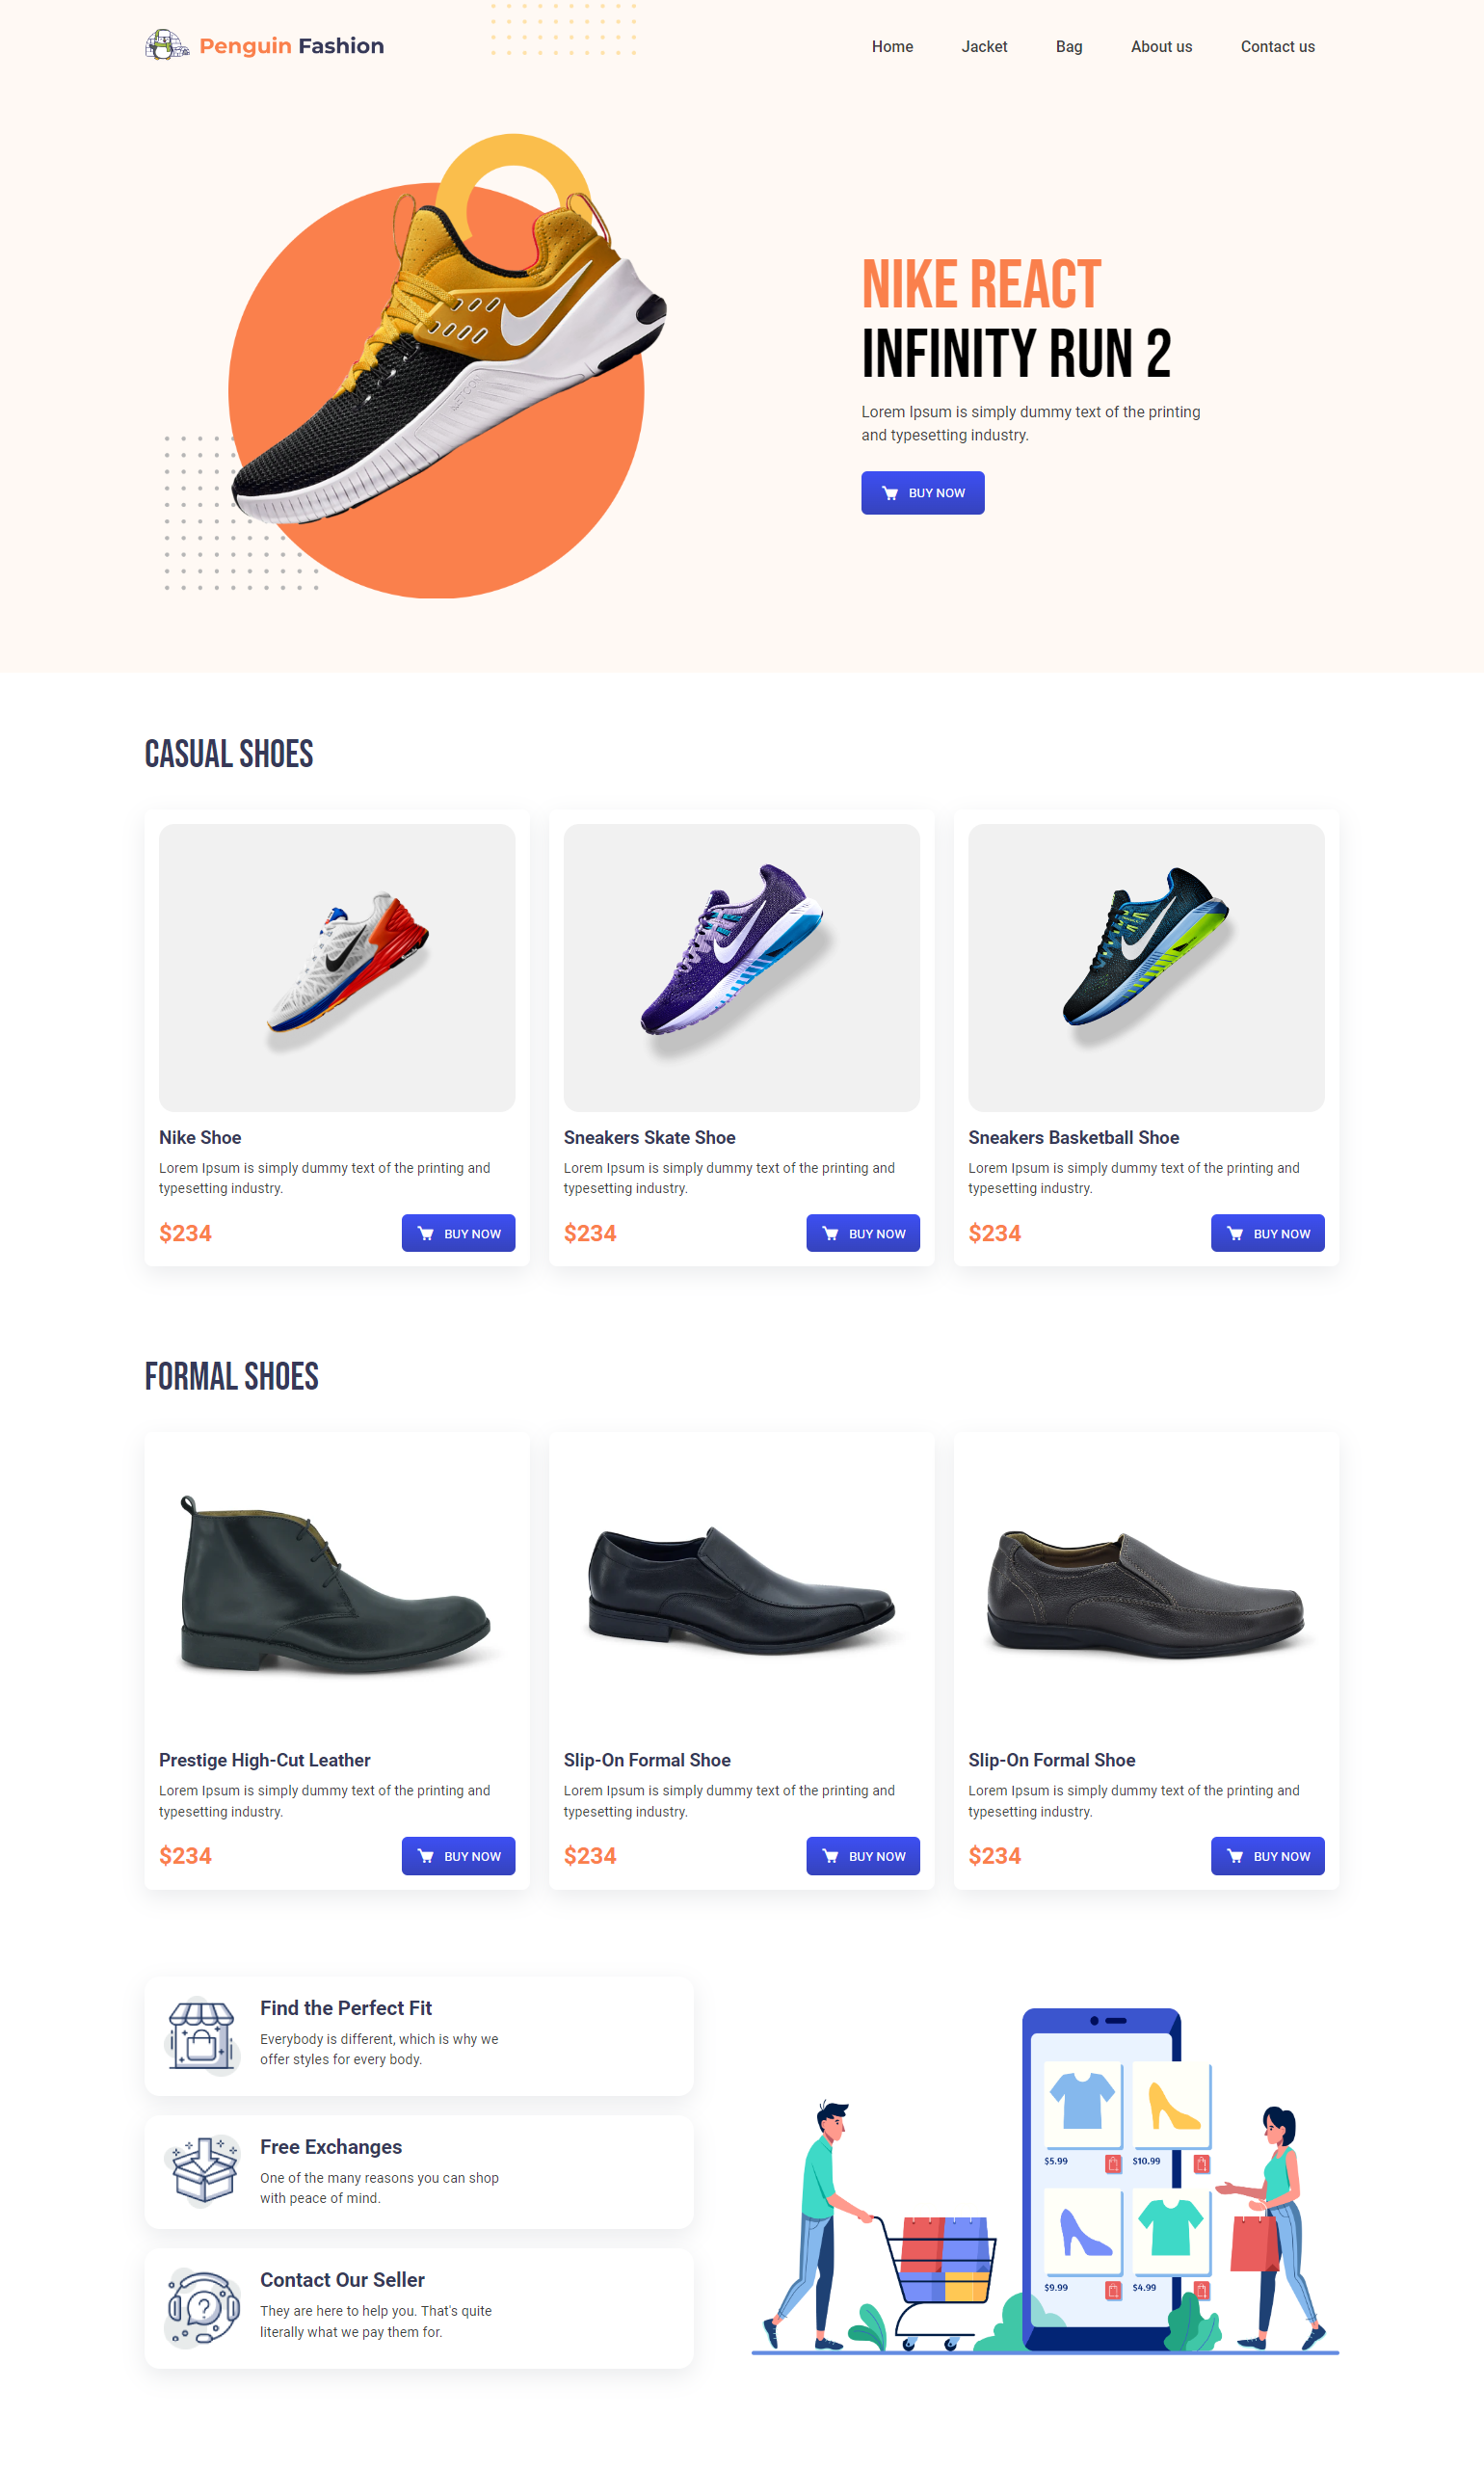 Penguin Fashion
Home Jacket Bag About us Contact us
NIKE REACT
INFINITY RUN 2
Lorem Ipsum is simply dummy text of the printing
and typesetting industry.
BUY NOW
CASUAL SHOES
Nike Shoe
Lorem Ipsum is simply dummy text of the printing and
typesetting industry.
$234
BUY NOW
Sneakers Skate Shoe
Lorem Ipsum is simply dummy text of the printing and
typesetting industry.
$234
BUY NOW
Sneakers Basketball Shoe
Lorem Ipsum is simply dummy text of the printing and
typesetting industry.
$234
BUY NOW
FORMAL SHOES
Prestige High-Cut Leather
Lorem Ipsum is simply dummy text of the printing and
typesetting industry.
$234
BUY NOW
Slip-On Formal Shoe
Lorem Ipsum is simply dummy text of the printing and
typesetting industry.
$234
BUY NOW
Slip-On Formal Shoe
Lorem Ipsum is simply dummy text of the printing and
typesetting industry.
$234
BUY NOW
Find the Perfect Fit
Everybody is different, which is why we
offer styles for every body.
Free Exchanges
One of the many reasons you can shop
with peace of mind.
Contact Our Seller
They are here to help you. That's quite
literally what we pay them for.
$5.99
$10.99
$9.99
$4.99